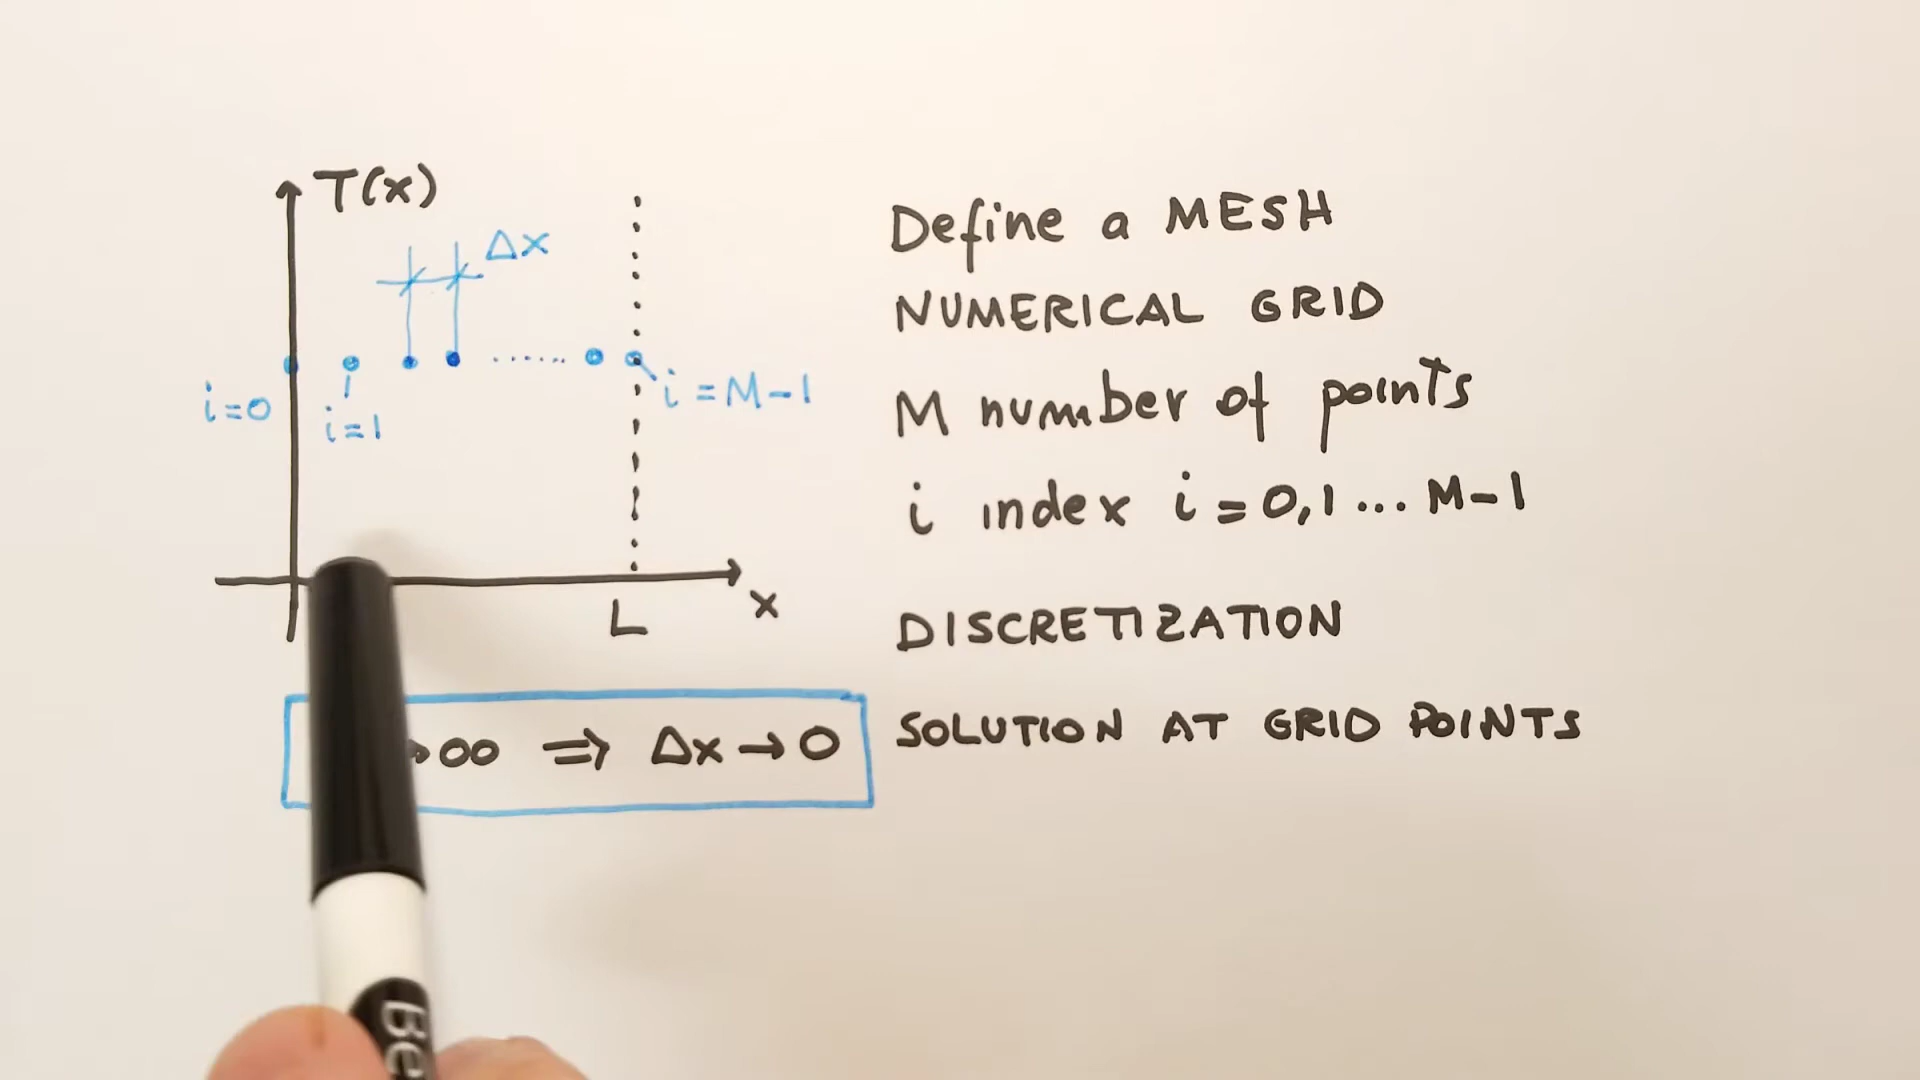 T(x)
Δx
i=0
i=1
i=M-1
L
x
→∞ ⇒ Δx→0
Define a MESH
NUMERICAL GRID
M number of points
i index i=0,1...M-1
DISCRETIZATION
SOLUTION AT GRID POINTS
Be